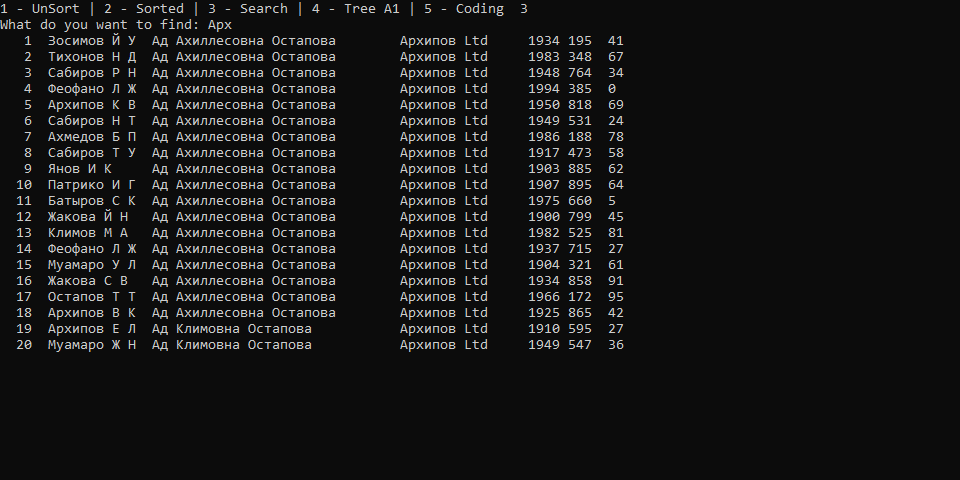 1 - UnSort | 2 - Sorted | 3 - Search | 4 - Tree A1 | 5 - Coding 3
What do you want to find: Арх
1 Зосимов Й У Ад Ахиллесовна Остапова Архипов Ltd 1934 195 41
2 Тихонов Н Д Ад Ахиллесовна Остапова Архипов Ltd 1983 348 67
3 Сабиров Р Н Ад Ахиллесовна Остапова Архипов Ltd 1948 764 34
4 Феофано Л Ж Ад Ахиллесовна Остапова Архипов Ltd 1994 385 0
5 Архипов К В Ад Ахиллесовна Остапова Архипов Ltd 1950 818 69
6 Сабиров Н Т Ад Ахиллесовна Остапова Архипов Ltd 1949 531 24
7 Ахмедов Б П Ад Ахиллесовна Остапова Архипов Ltd 1986 188 78
8 Сабиров Т У Ад Ахиллесовна Остапова Архипов Ltd 1917 473 58
9 Янов И К Ад Ахиллесовна Остапова Архипов Ltd 1903 885 62
10 Патрико И Г Ад Ахиллесовна Остапова Архипов Ltd 1907 895 64
11 Батыров С К Ад Ахиллесовна Остапова Архипов Ltd 1975 660 5
12 Жакова Й Н Ад Ахиллесовна Остапова Архипов Ltd 1900 799 45
13 Климов М А Ад Ахиллесовна Остапова Архипов Ltd 1982 525 81
14 Феофано Л Ж Ад Ахиллесовна Остапова Архипов Ltd 1937 715 27
15 Муамаро У Л Ад Ахиллесовна Остапова Архипов Ltd 1904 321 61
16 Жакова С В Ад Ахиллесовна Остапова Архипов Ltd 1934 858 91
17 Остапов Т Т Ад Ахиллесовна Остапова Архипов Ltd 1966 172 95
18 Архипов В К Ад Ахиллесовна Остапова Архипов Ltd 1925 865 42
19 Архипов Е Л Ад Климовна Остапова Архипов Ltd 1910 595 27
20 Муамаро Ж Н Ад Климовна Остапова Архипов Ltd 1949 547 36